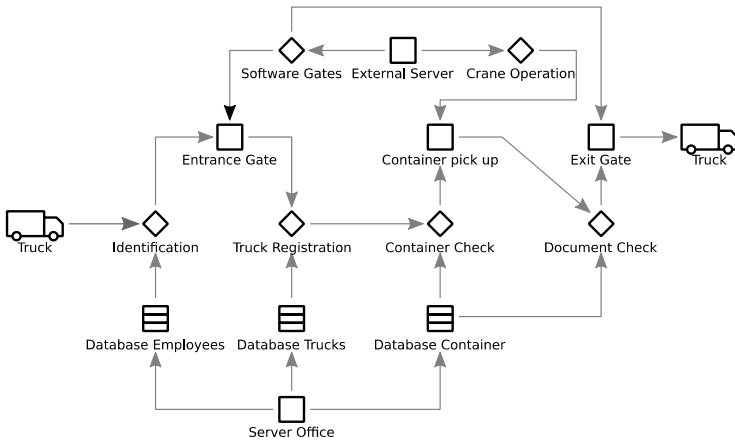 Software Gates
External Server
Crane Operation
Entrance Gate
Container pick up
Exit Gate
Truck
Truck
Identification
Truck Registration
Container Check
Document Check
Database Employees
Database Trucks
Database Container
Server Office